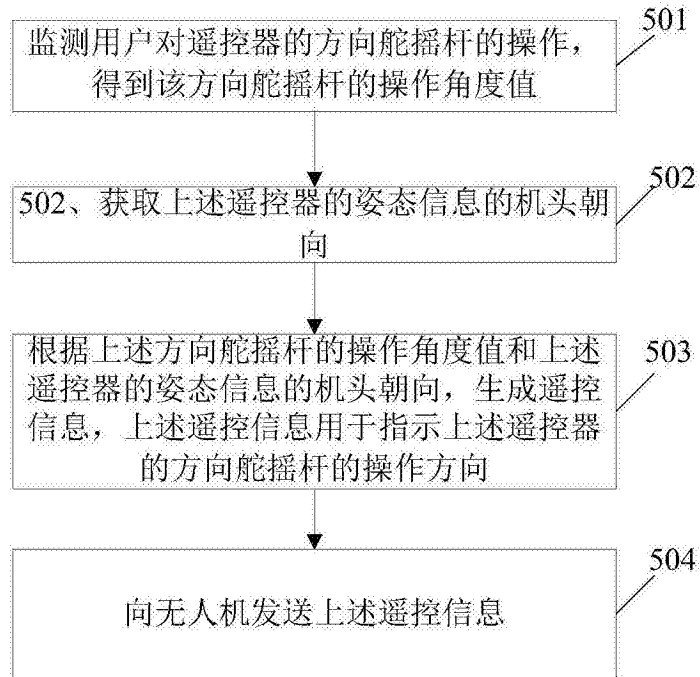 监测用户对遥控器的方向舵摇杆的操作，
得到该方向舵摇杆的操作角度值
501
502、获取上述遥控器的姿态信息的机头朝
向
502
根据上述方向舵摇杆的操作角度值和上述
遥控器的姿态信息的机头朝向，生成遥控
信息，上述遥控信息用于指示上述遥控器
的方向舵摇杆的操作方向
503
向无人机发送上述遥控信息
504